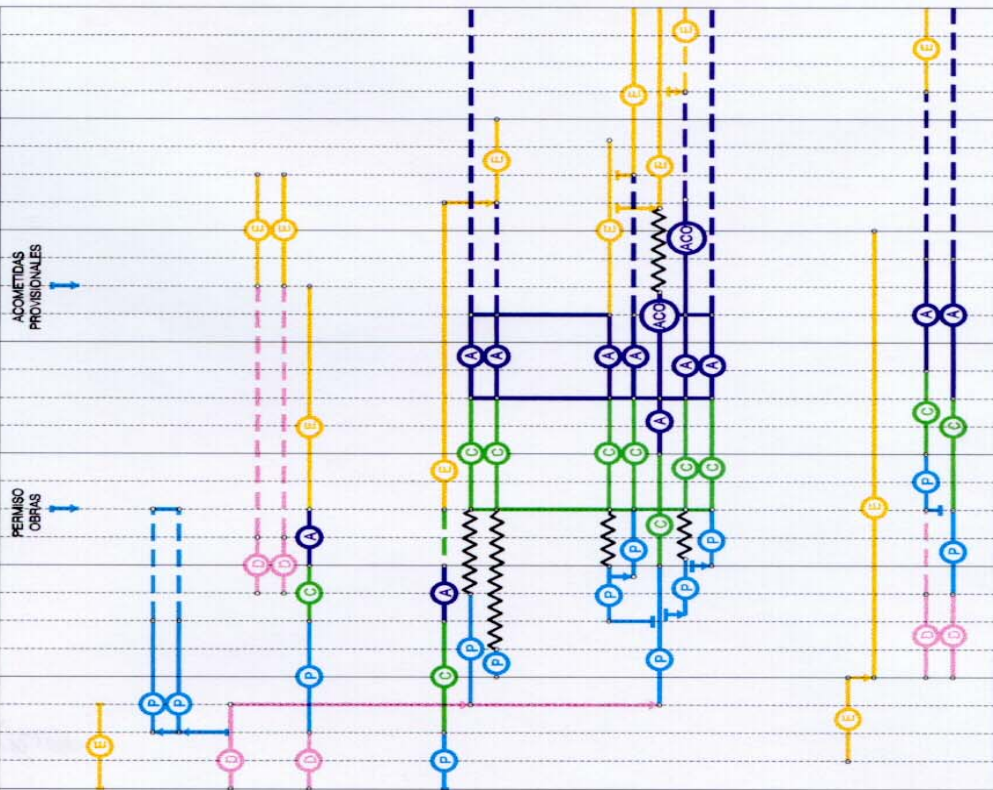 PERMISO
OBRAS
ACOMETIDAS
PROVISIONALES
E
P
P
D
D E
D E
D P C A E
P C A E
P C A
P C A E
P C A E
P C A E
P C A ACO E
P C A ACO E
P C A
E
E
D P C A E
D P C A